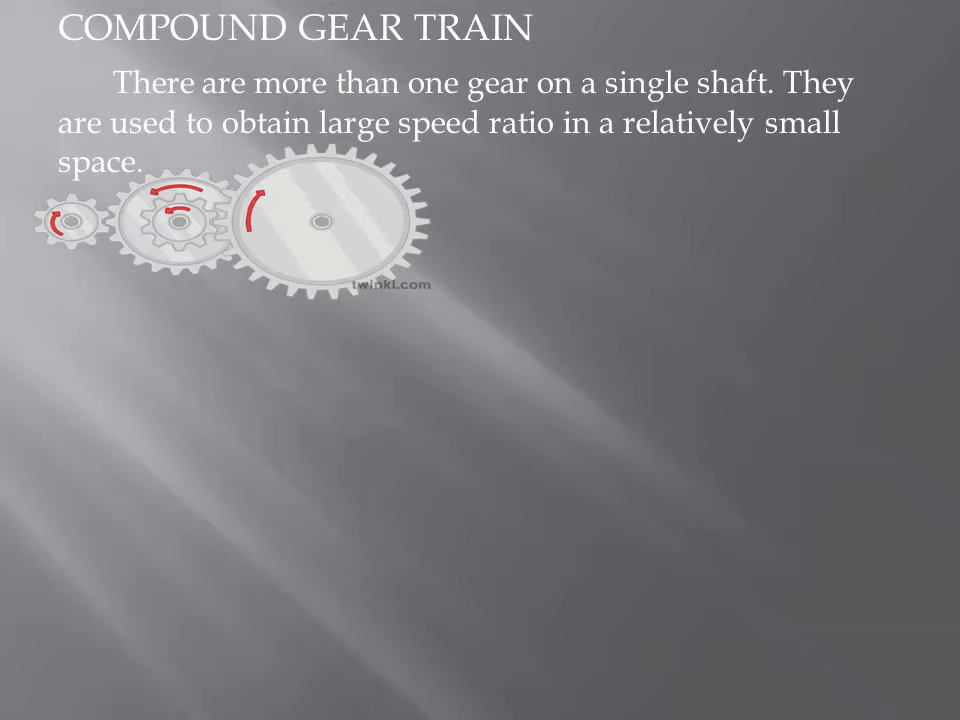 COMPOUND GEAR TRAIN
There are more than one gear on a single shaft. They
are used to obtain large speed ratio in a relatively small
space.
twinkl.com